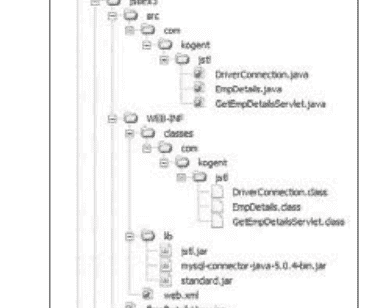 src
com
kogent
jstl
DriverConnection.java
EmpDetails.java
GetEmpDetailsServlet.java
WEB-INF
classes
com
kogent
jstl
DriverConnection.class
EmpDetails.class
GetEmpDetailsServlet.class
lib
jstl.jar
mysql-connector-java-5.0.4-bin.jar
standard.jar
web.xml